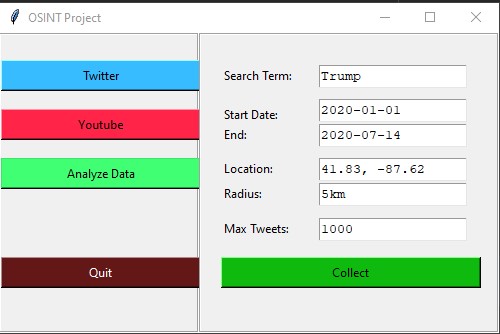 OSINT Project
Twitter
Youtube
Analyze Data
Quit
Search Term: Trump
Start Date: 2020-01-01
End: 2020-07-14
Location: 41.83, -87.62
Radius: 5km
Max Tweets: 1000
Collect